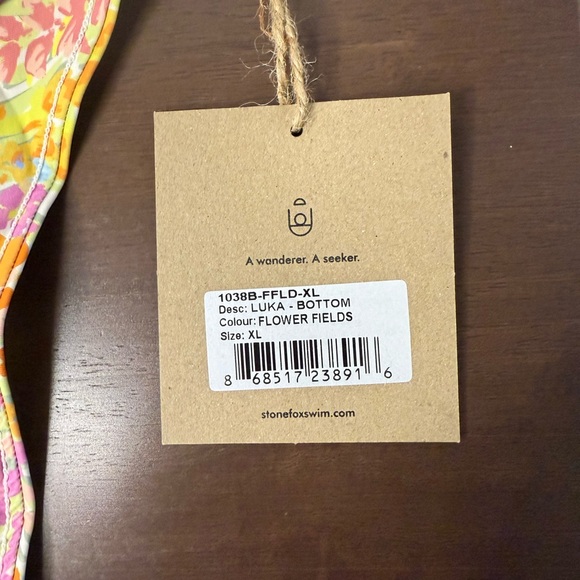 A wanderer. A seeker.
1038B-FFLD-XL
Desc: LUKA - BOTTOM
Colour: FLOWER FIELDS
Size: XL
8 68517 23891 6
stonefoxswim.com